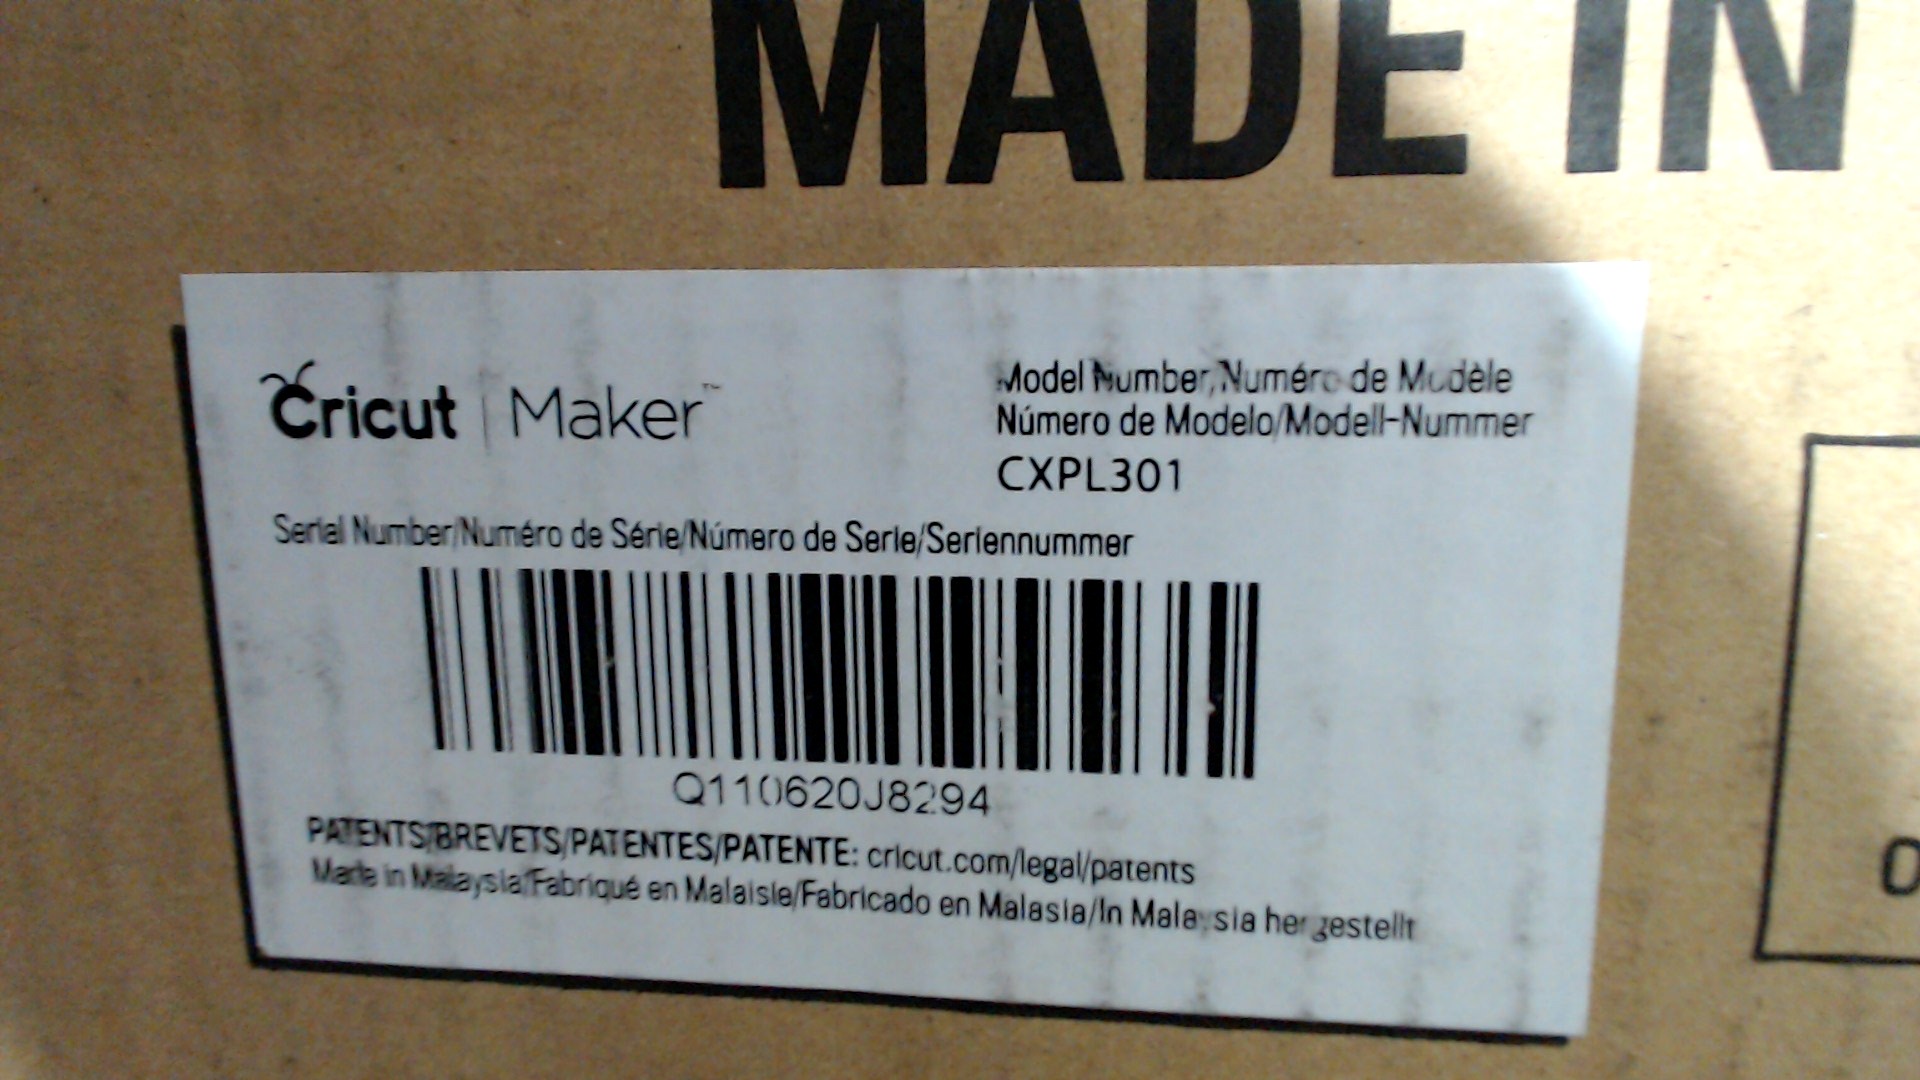 MADE IN
Cricut | Maker™
Model Number/Numéro de Modèle
Número de Modelo/Modell-Nummer
CXPL301
Serial Number/Numéro de Série/Número de Serie/Seriennummer
Q110620J8294
PATENTS/BREVETS/PATENTES/PATENTE: cricut.com/legal/patents
Made in Malaysia/Fabriqué en Malaisie/Fabricado en Malasia/In Malaysia hergestellt